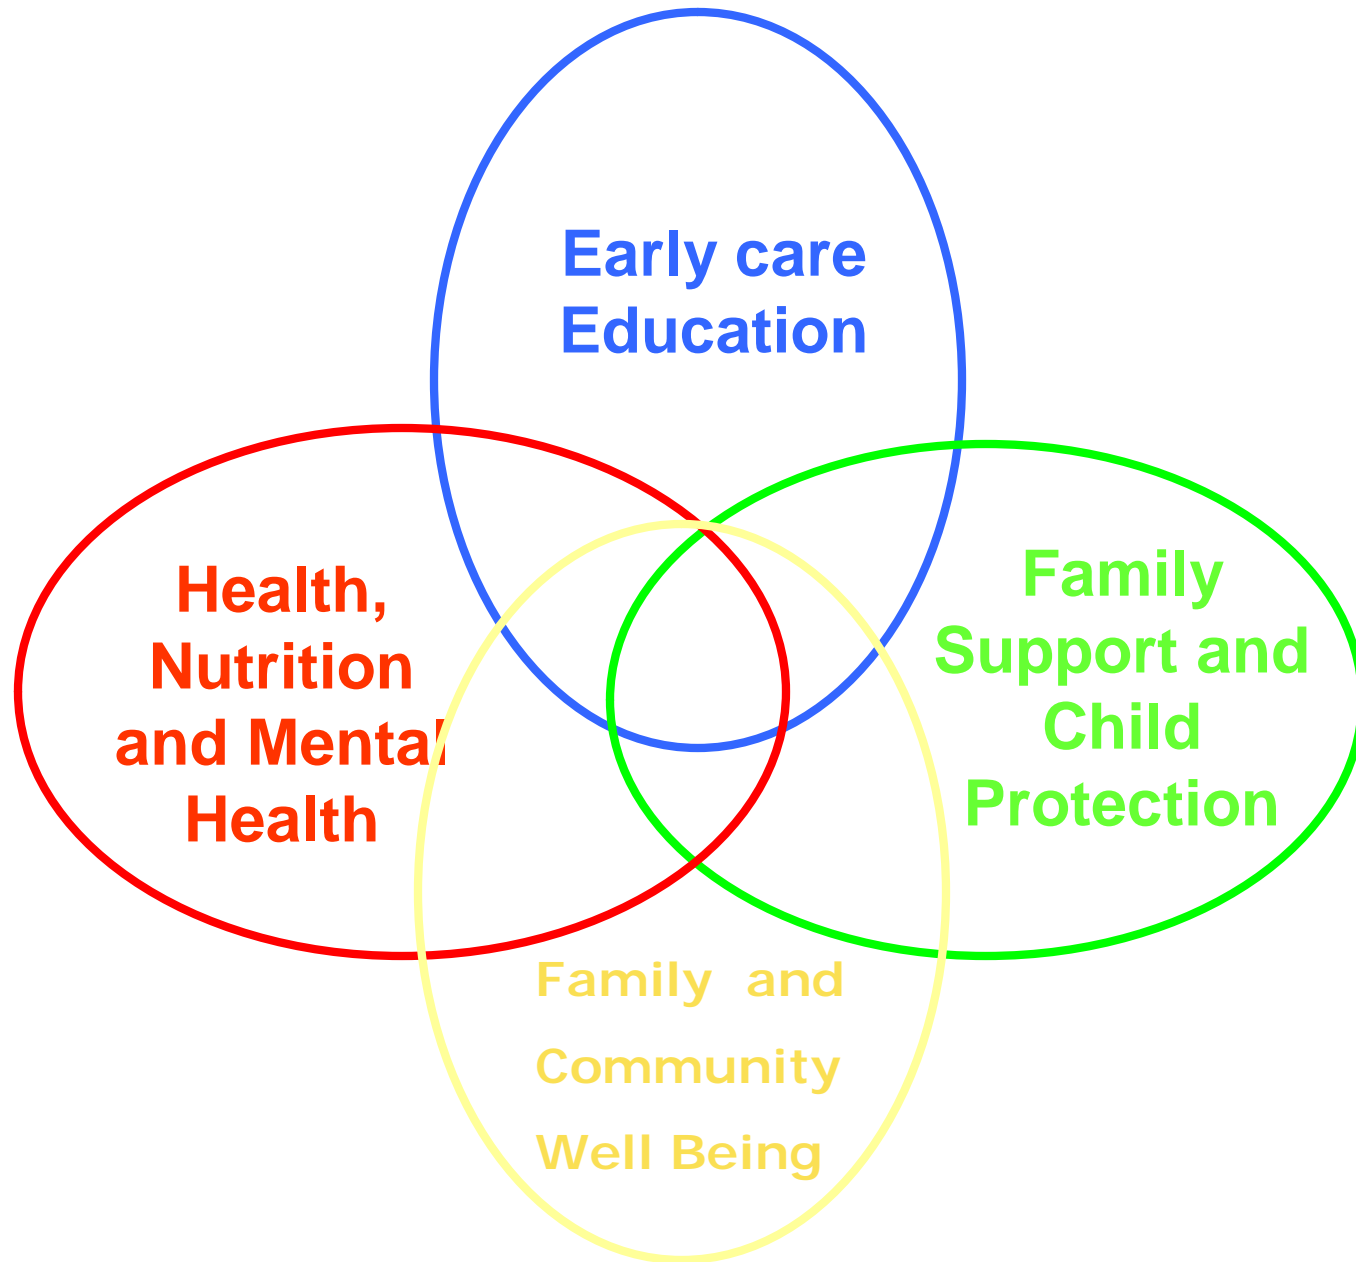 Early care
Education
Health,
Nutrition
and Mental
Health
Family
Support and
Child
Protection
Family and
Community
Well Being